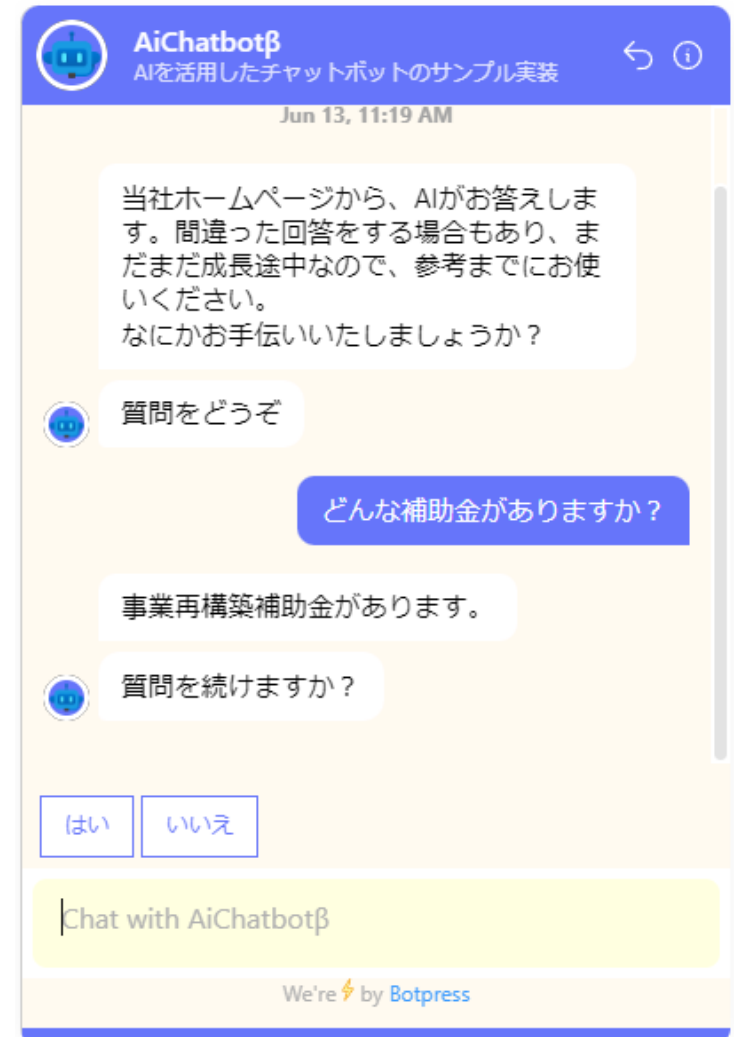 AiChatbotβ
AIを活用したチャットボットのサンプル実装
Jun 13, 11:19 AM
当社ホームページから、AIがお答えしま
す。間違った回答をする場合もあり、ま
だまだ成長途中なので、参考までにお使
いください。
なにかお手伝いいたしましょうか？
質問をどうぞ
どんな補助金がありますか？
事業再構築補助金があります。
質問を続けますか？
はい いいえ
Chat with AiChatbotβ
We're⚡by Botpress